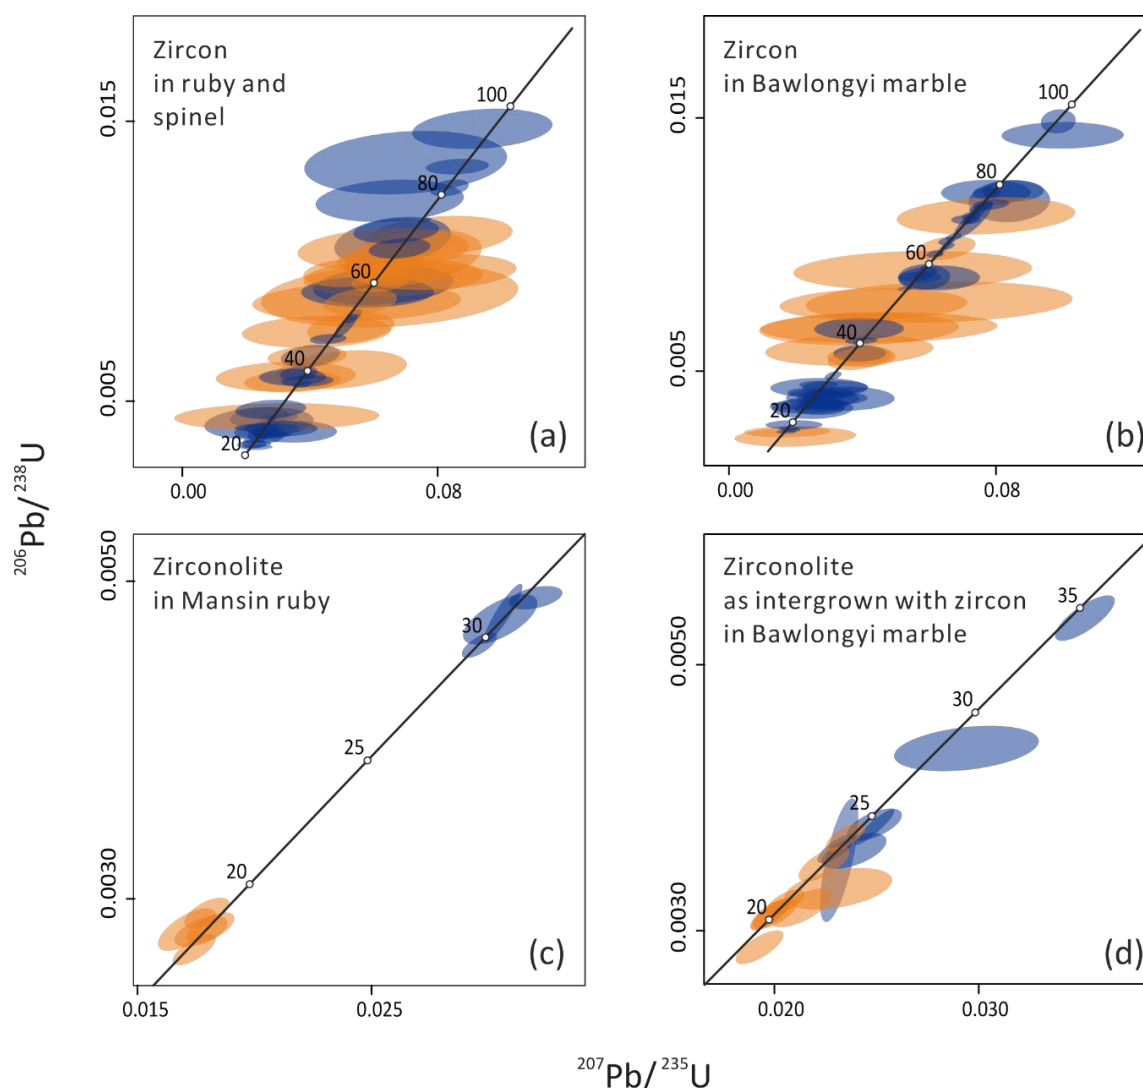 Zircon
in ruby and
spinel
100
80
60
40
20
0.015
0.005
0.00
0.08
(a)
Zircon
in Bawlongyi marble
100
80
60
40
20
0.015
0.005
0.00
0.08
(b)
206Pb/238U
Zirconolite
in Mansin ruby
30
25
20
0.0050
0.0030
0.015
0.025
(c)
Zirconolite
as intergrown with zircon
in Bawlongyi marble
35
30
25
20
0.0050
0.0030
0.020
0.030
(d)
207Pb/235U